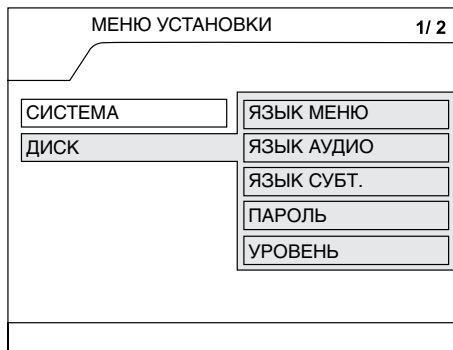 МЕНЮ УСТАНОВКИ 1/ 2
СИСТЕМА
ДИСК
ЯЗЫК МЕНЮ
ЯЗЫК АУДИО
ЯЗЫК СУБТ.
ПАРОЛЬ
УРОВЕНЬ